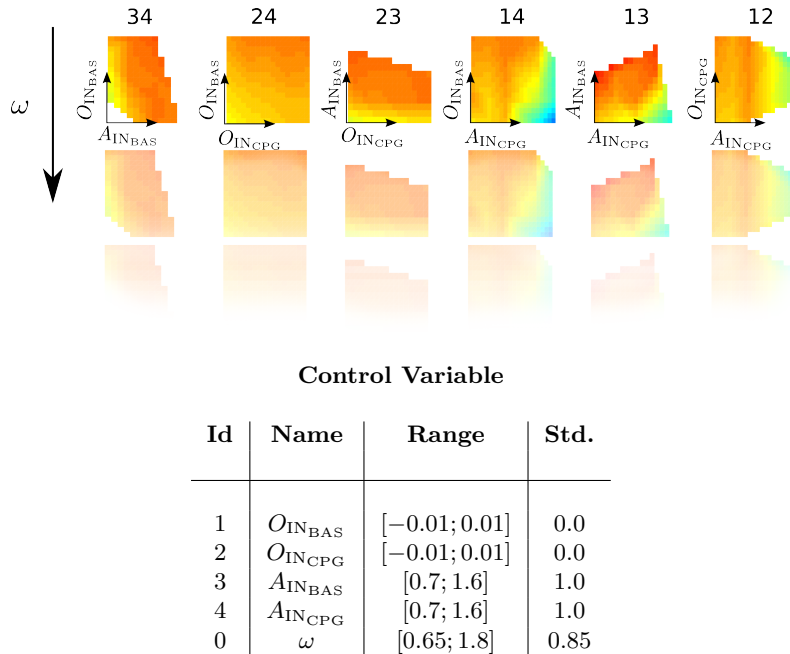 34 24 23 14 13 12
ω
O_IN_BAS O_IN_BAS A_IN_BAS O_IN_BAS A_IN_BAS O_IN_CPG
A_IN_BAS O_IN_CPG O_IN_CPG A_IN_CPG A_IN_CPG A_IN_CPG
Control Variable
Id Name Range Std.
1 O_IN_BAS [−0.01; 0.01] 0.0
2 O_IN_CPG [−0.01; 0.01] 0.0
3 A_IN_BAS [0.7; 1.6] 1.0
4 A_IN_CPG [0.7; 1.6] 1.0
0 ω [0.65; 1.8] 0.85